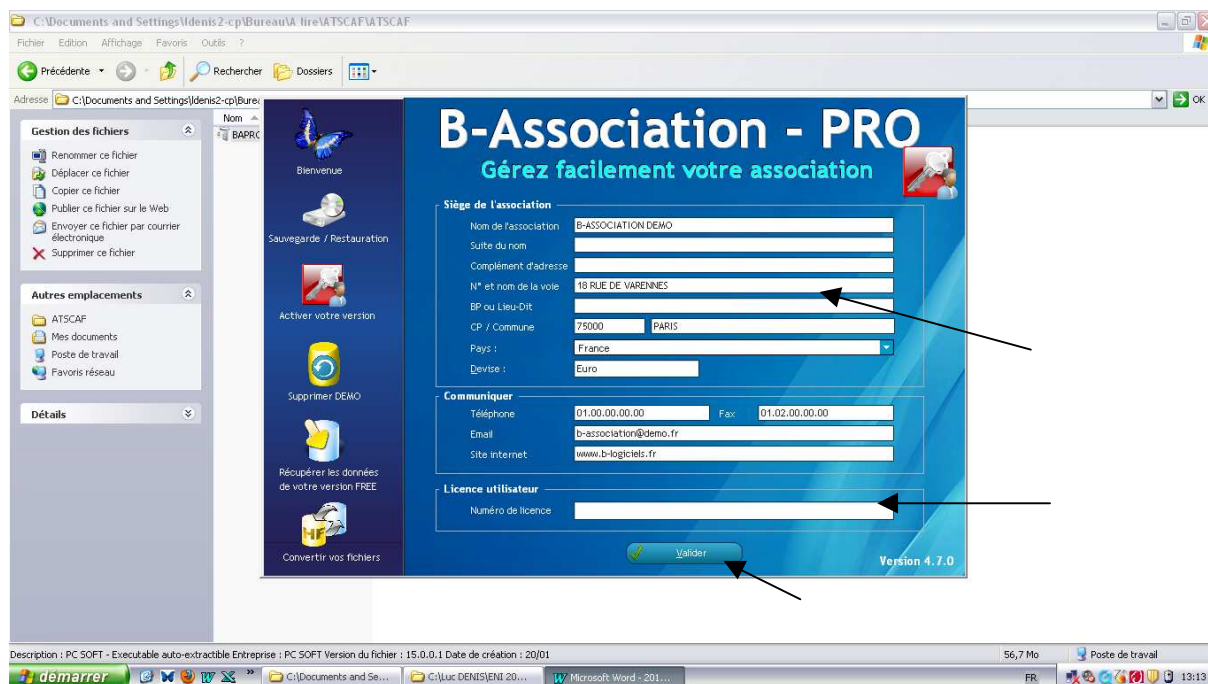 C:\Documents and Settings\ldenis2-cp\Bureau\A lire\ATSCAF\ATSCAF
Fichier Edition Affichage Favoris Outils ?
Précédente Rechercher Dossiers
Adresse C:\Documents and Settings\ldenis2-cp\Bure OK
Gestion des fichiers
Renommer ce fichier
Déplacer ce fichier
Copier ce fichier
Publier ce fichier sur le Web
Envoyer ce fichier par courrier
électronique
Supprimer ce fichier
Autres emplacements
ATSCAF
Mes documents
Poste de travail
Favoris réseau
Détails
Nom
BAPRO
Bienvenue
Sauvegarde / Restauration
Activer votre version
Supprimer DEMO
Récupérer les données
de votre version FREE
HF
Convertir vos fichiers
B-Association - PRO
Gérez facilement votre association
Siège de l'association
Nom de l'association B-ASSOCIATION DEMO
Suite du nom
Complément d'adresse
N° et nom de la voie 18 RUE DE VARENNES
BP ou Lieu-Dit
CP / Commune 75000 PARIS
Pays : France
Devise : Euro
Communiquer
Téléphone 01.00.00.00.00 Fax 01.02.00.00.00
Email b-association@demo.fr
Site internet www.b-logiciels.fr
Licence utilisateur
Numéro de licence
Valider
Version 4.7.0
Description : PC SOFT - Executable auto-extractible Entreprise : PC SOFT Version du fichier : 15.0.0.1 Date de création : 20/01 56,7 Mo Poste de travail
démarrer » C:\Documents and Se... C:\Luc DENIS\ENI 20... Microsoft Word - 201... FR 13:13